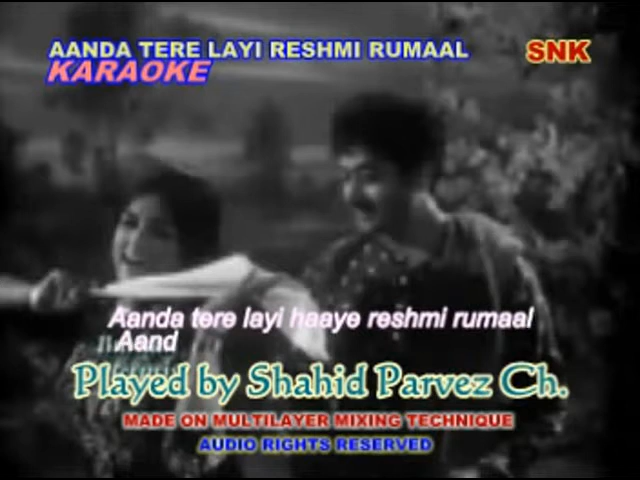 AANDA TERE LAYI RESHMI RUMAAL SNK
KARAOKE
Aanda tere layi haaye reshmi rumaal
Aand
Played by Shahid Parvez Ch.
MADE ON MULTILAYER MIXING TECHNIQUE
AUDIO RIGHTS RESERVED